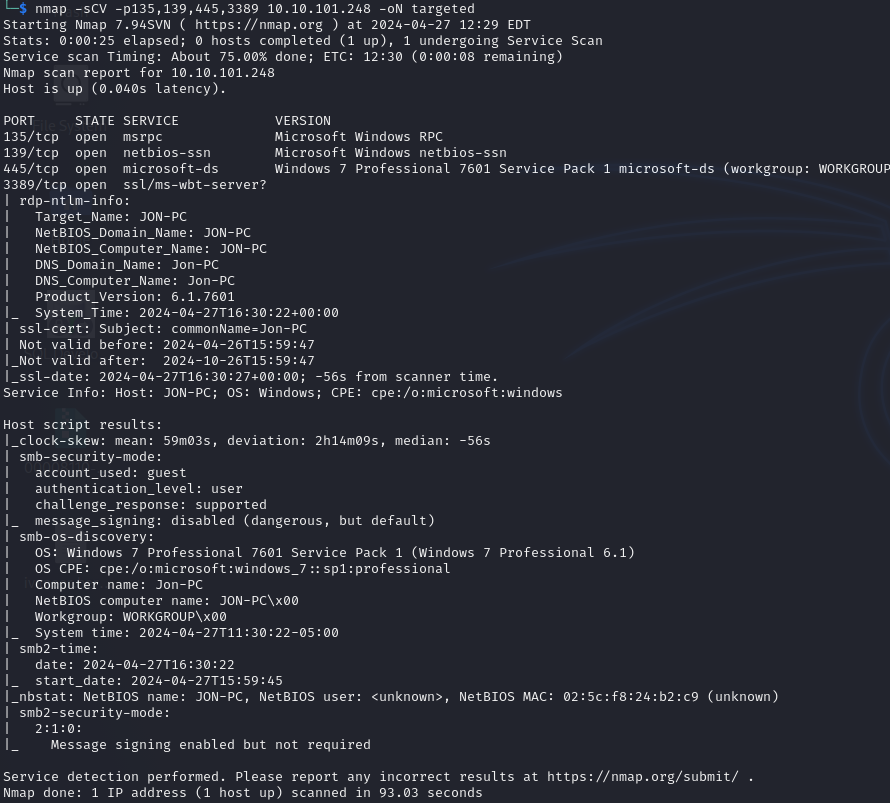 └─$ nmap -sCV -p135,139,445,3389 10.10.101.248 -oN targeted
Starting Nmap 7.94SVN ( https://nmap.org ) at 2024-04-27 12:29 EDT
Stats: 0:00:25 elapsed; 0 hosts completed (1 up), 1 undergoing Service Scan
Service scan Timing: About 75.00% done; ETC: 12:30 (0:00:08 remaining)
Nmap scan report for 10.10.101.248
Host is up (0.040s latency).

PORT     STATE SERVICE            VERSION
135/tcp  open  msrpc              Microsoft Windows RPC
139/tcp  open  netbios-ssn        Microsoft Windows netbios-ssn
445/tcp  open  microsoft-ds       Windows 7 Professional 7601 Service Pack 1 microsoft-ds (workgroup: WORKGROUP
3389/tcp open  ssl/ms-wbt-server?
| rdp-ntlm-info:
|   Target_Name: JON-PC
|   NetBIOS_Domain_Name: JON-PC
|   NetBIOS_Computer_Name: JON-PC
|   DNS_Domain_Name: Jon-PC
|   DNS_Computer_Name: Jon-PC
|   Product_Version: 6.1.7601
|_  System_Time: 2024-04-27T16:30:22+00:00
| ssl-cert: Subject: commonName=Jon-PC
| Not valid before: 2024-04-26T15:59:47
|_Not valid after:  2024-10-26T15:59:47
|_ssl-date: 2024-04-27T16:30:27+00:00; -56s from scanner time.
Service Info: Host: JON-PC; OS: Windows; CPE: cpe:/o:microsoft:windows

Host script results:
|_clock-skew: mean: 59m03s, deviation: 2h14m09s, median: -56s
| smb-security-mode:
|   account_used: guest
|   authentication_level: user
|   challenge_response: supported
|_  message_signing: disabled (dangerous, but default)
| smb-os-discovery:
|   OS: Windows 7 Professional 7601 Service Pack 1 (Windows 7 Professional 6.1)
|   OS CPE: cpe:/o:microsoft:windows_7::sp1:professional
|   Computer name: Jon-PC
|   NetBIOS computer name: JON-PC\x00
|   Workgroup: WORKGROUP\x00
|_  System time: 2024-04-27T11:30:22-05:00
| smb2-time:
|   date: 2024-04-27T16:30:22
|_  start_date: 2024-04-27T15:59:45
|_nbstat: NetBIOS name: JON-PC, NetBIOS user: <unknown>, NetBIOS MAC: 02:5c:f8:24:b2:c9 (unknown)
| smb2-security-mode:
|   2:1:0:
|_    Message signing enabled but not required

Service detection performed. Please report any incorrect results at https://nmap.org/submit/ .
Nmap done: 1 IP address (1 host up) scanned in 93.03 seconds